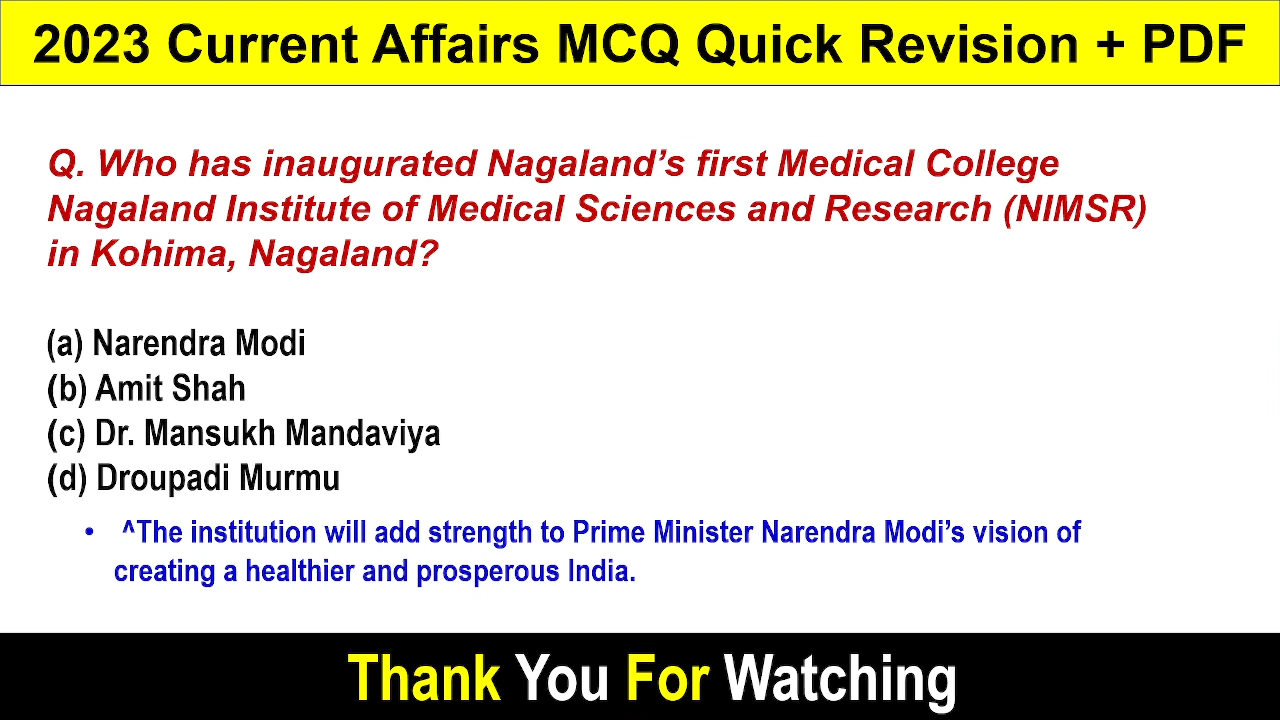 2023 Current Affairs MCQ Quick Revision + PDF
Q. Who has inaugurated Nagaland’s first Medical College
Nagaland Institute of Medical Sciences and Research (NIMSR)
in Kohima, Nagaland?
(a) Narendra Modi
(b) Amit Shah
(c) Dr. Mansukh Mandaviya
(d) Droupadi Murmu
• ^The institution will add strength to Prime Minister Narendra Modi’s vision of
creating a healthier and prosperous India.
Thank You For Watching